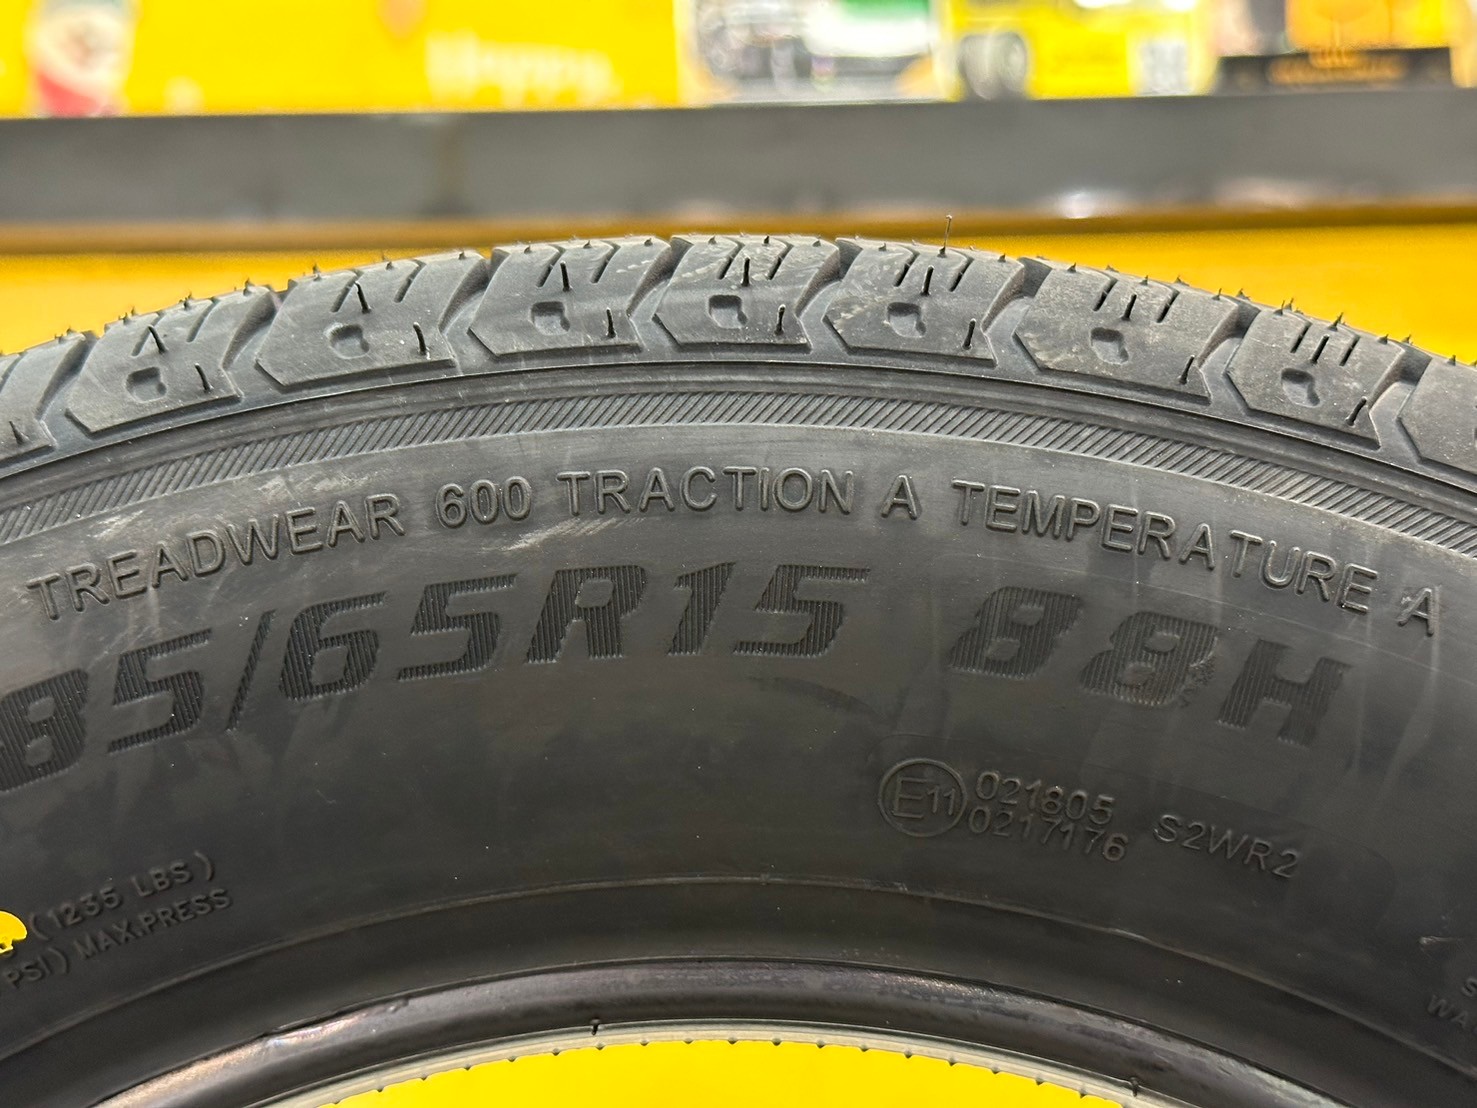 TREADWEAR 600 TRACTION A TEMPERATURE A
85/65R15 88H
E11 021805
0217176 S2WR2
(1235 LBS)
PSI) MAX.PRESS